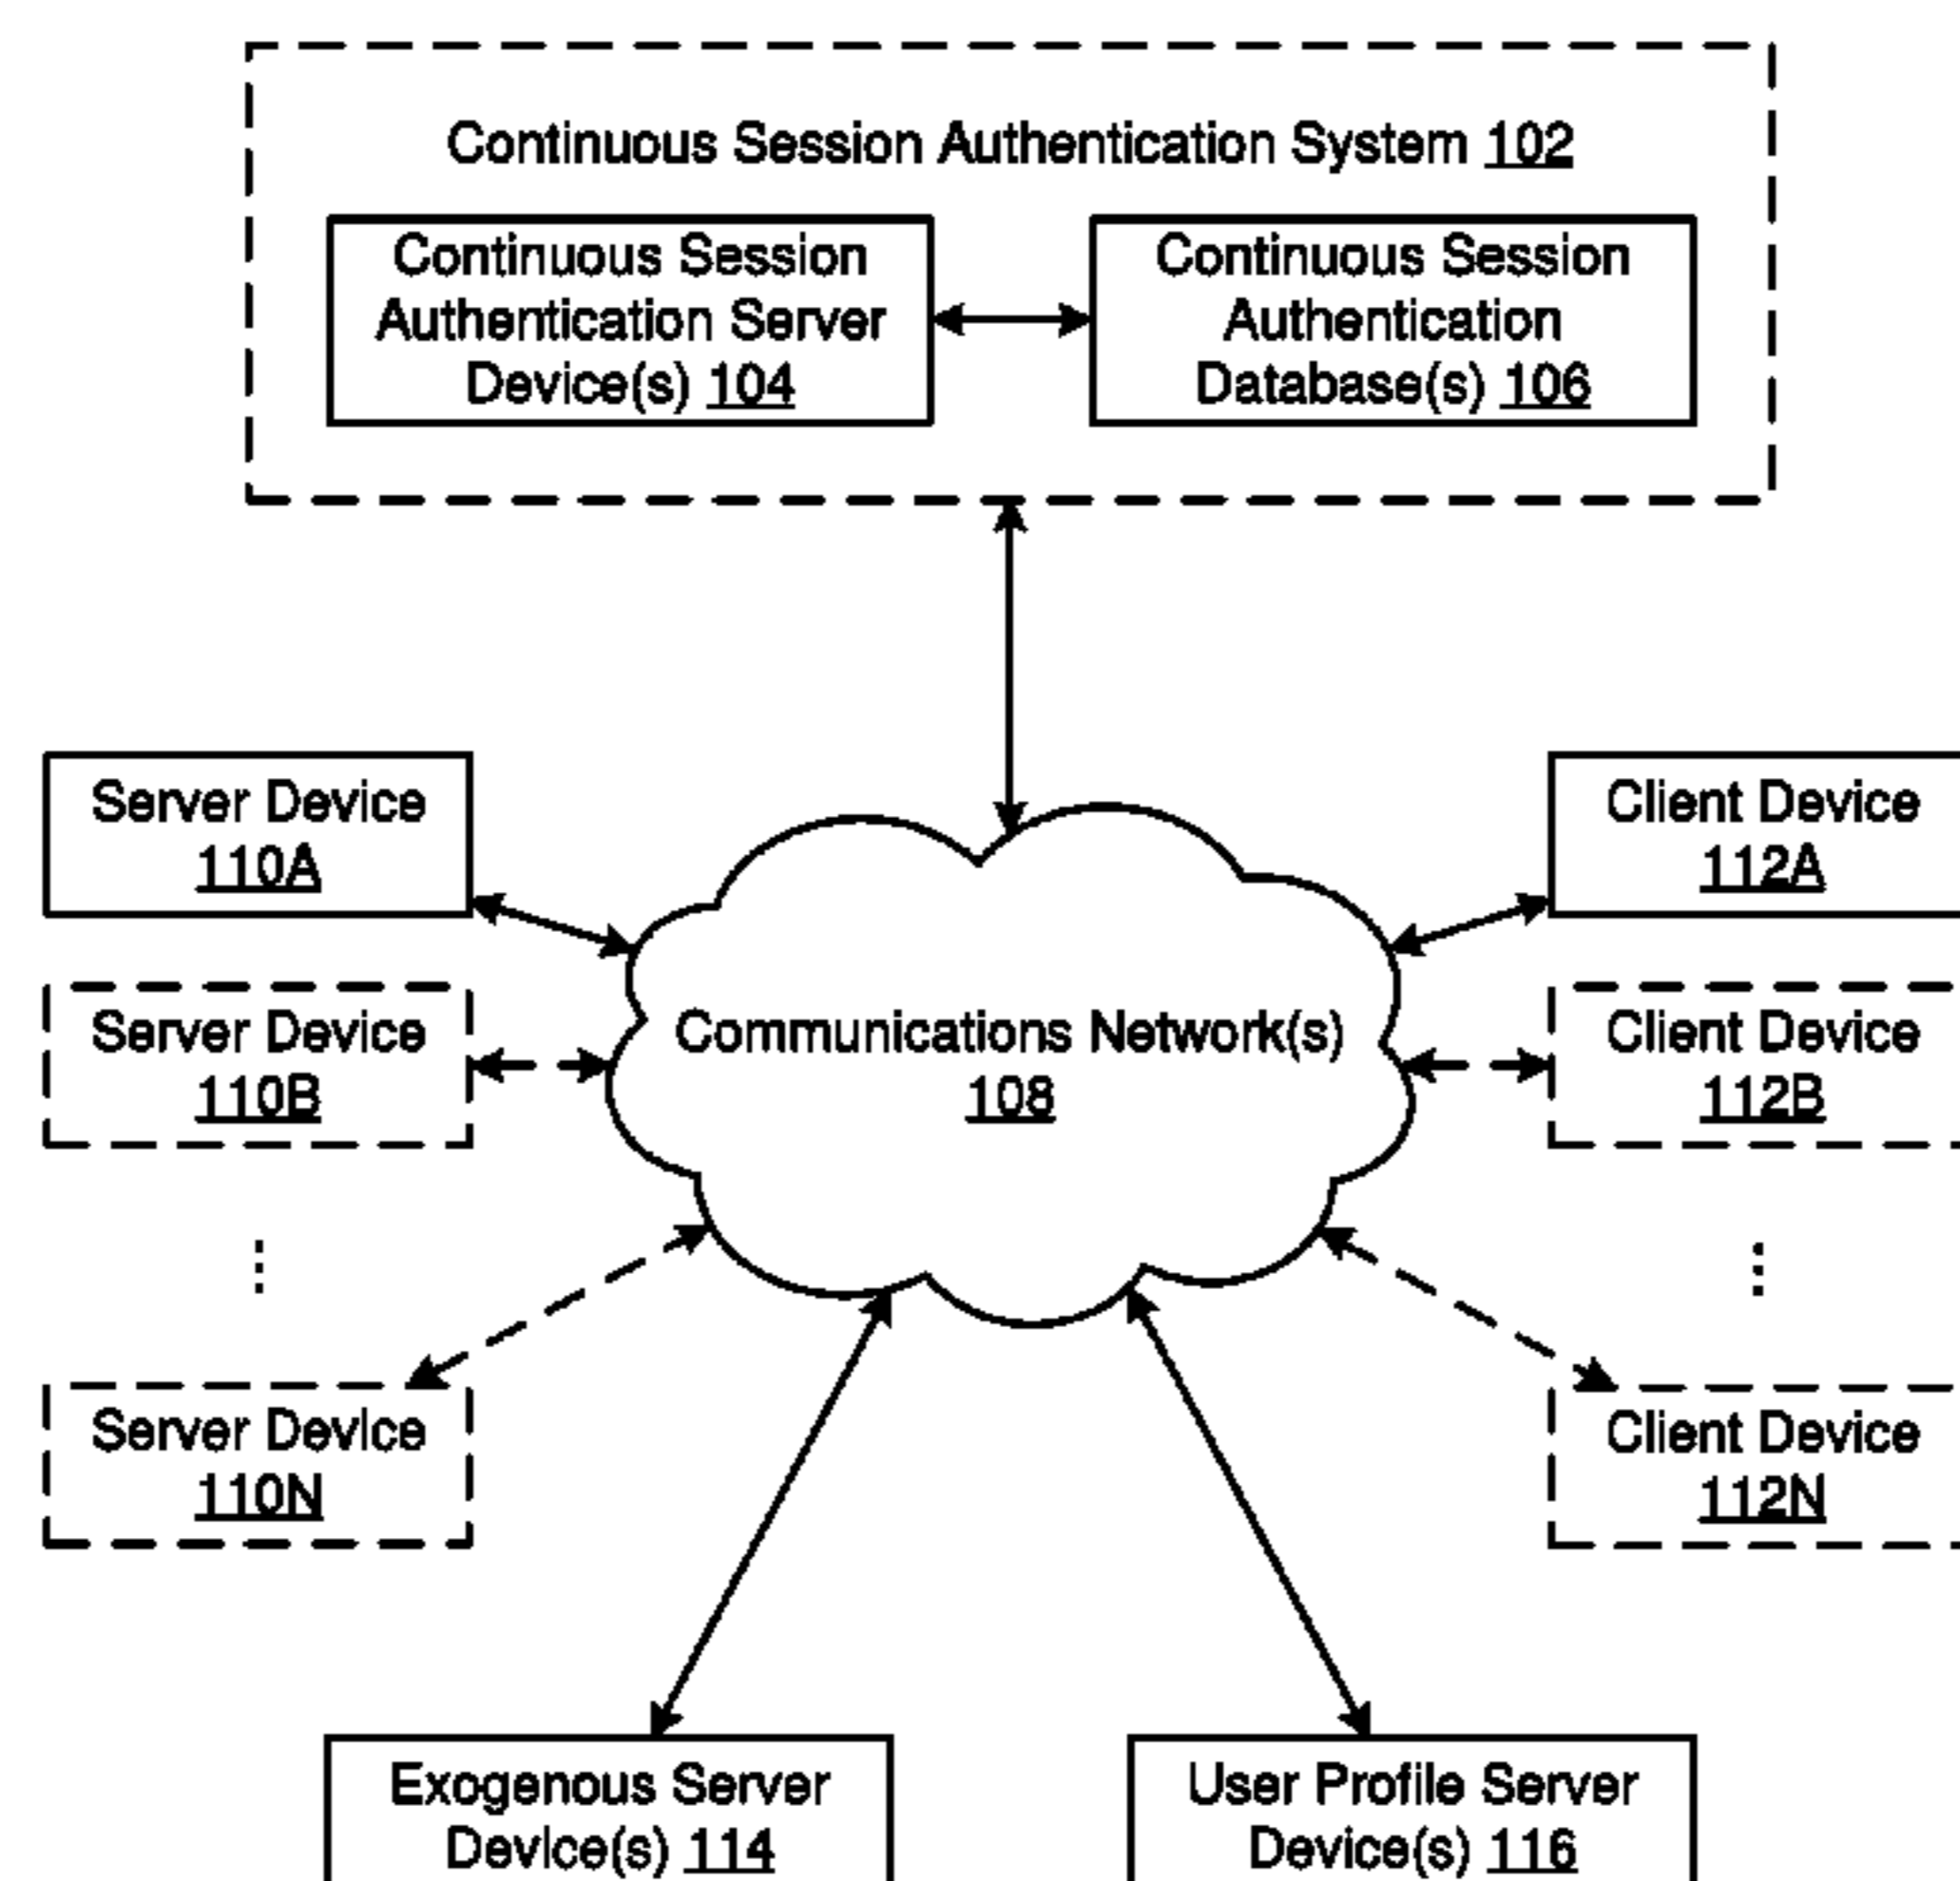 Continuous Session Authentication System 102
Continuous Session
Authentication Server
Device(s) 104
Continuous Session
Authentication
Database(s) 106
Server Device
110A
Client Device
112A
Server Device
110B
Communications Network(s)
108
Client Device
112B
Server Device
110N
Client Device
112N
Exogenous Server
Device(s) 114
User Profile Server
Device(s) 116